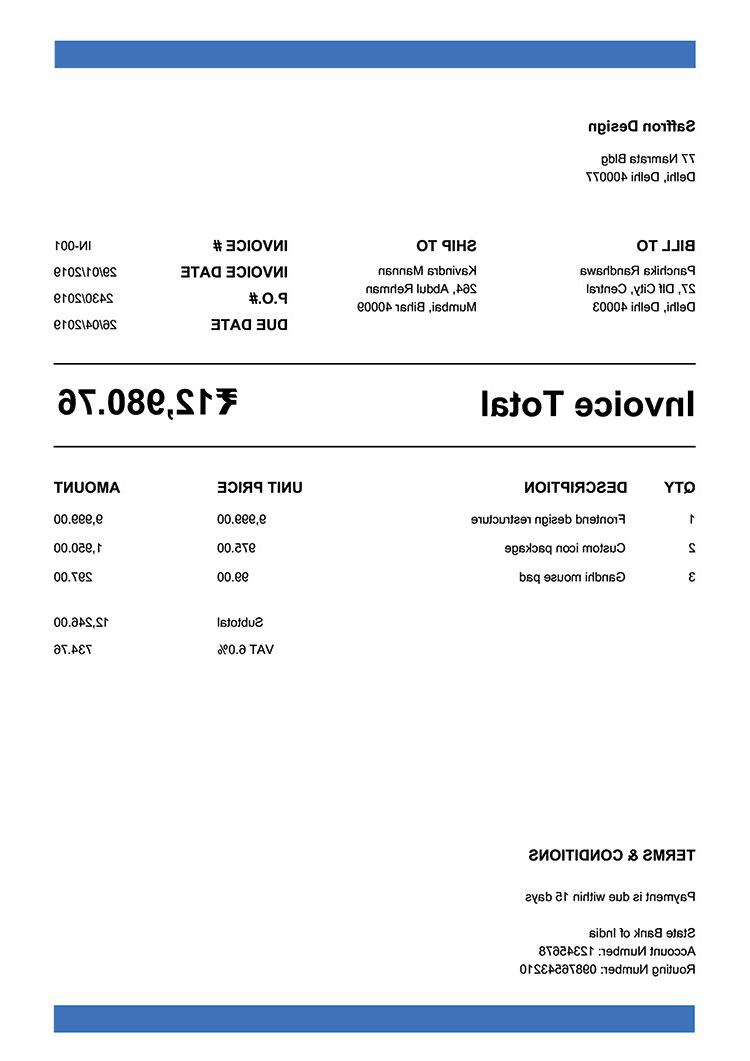 Saffron Design
77 Namrata Bldg
Delhi, Delhi 400077
BILL TO
Panchika Randhawa
27, Dlf City, Central
Delhi, Delhi 40003
SHIP TO
Kavindra Mannan
264, Abdul Rehman
Mumbai, Bihar 40009
INVOICE # IN-001
INVOICE DATE 29/01/2019
P.O.# 2430/2019
DUE DATE 26/04/2019
Invoice Total ₹12,980.76
QTY DESCRIPTION UNIT PRICE AMOUNT
1 Frontend design restructure 9,999.00 9,999.00
2 Custom icon package 975.00 1,950.00
3 Gandhi mouse pad 99.00 297.00
Subtotal 12,246.00
VAT 6.0% 734.76
TERMS & CONDITIONS
Payment is due within 15 days
State Bank of India
Account Number: 12345678
Routing Number: 09876543210